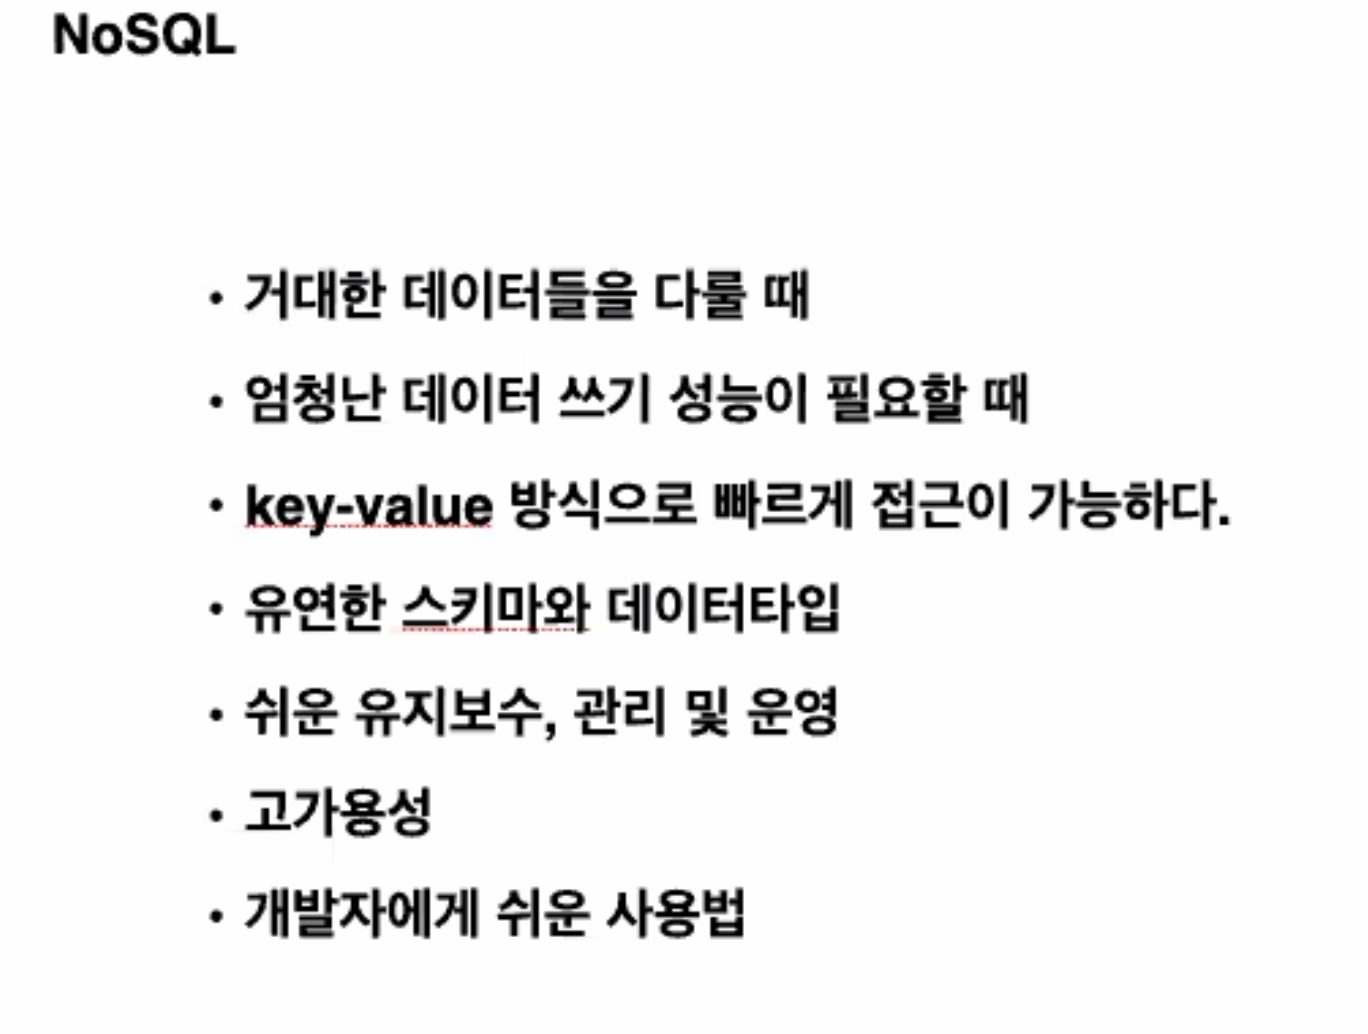 NoSQL
• 거대한 데이터들을 다룰 때
• 엄청난 데이터 쓰기 성능이 필요할 때
• key-value 방식으로 빠르게 접근이 가능하다.
• 유연한 스키마와 데이터타입
• 쉬운 유지보수, 관리 및 운영
• 고가용성
• 개발자에게 쉬운 사용법